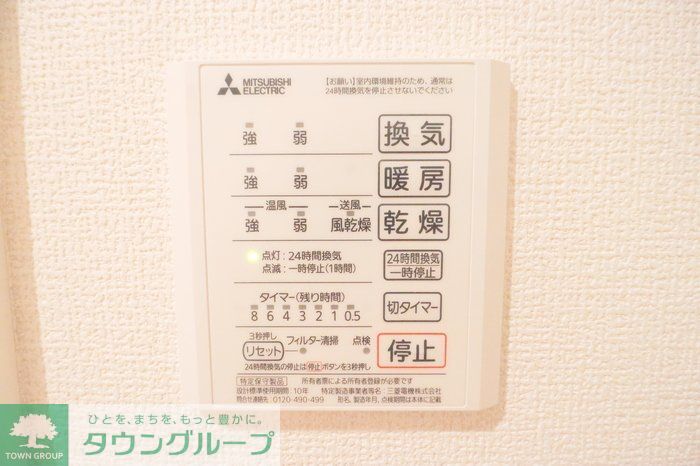 MITSUBISHI
ELECTRIC
【お願い】室内環境維持のため、通常は
24時間換気を停止させないでください
強 弱 換気
強 弱 暖房
温風 送風
強 弱 風乾燥 乾燥
点灯：24時間換気
点滅：一時停止(1時間)
24時間換気
一時停止
タイマー(残り時間)
8 6 4 3 2 1 0.5
切タイマー
3秒押し
リセット フィルター清掃 点検
停止
24時間換気の停止は停止ボタンを3秒押し
特定保守製品 所有者票による所有者登録が必要です
設計標準使用期間：10年 特定製造事業者等：三菱電機株式会社
問合せ連絡先：0120-490-499 形名、製造年月、点検期間は本体に記載
ひとを、まちを、もっと豊かに。
タウングループ
TOWN GROUP